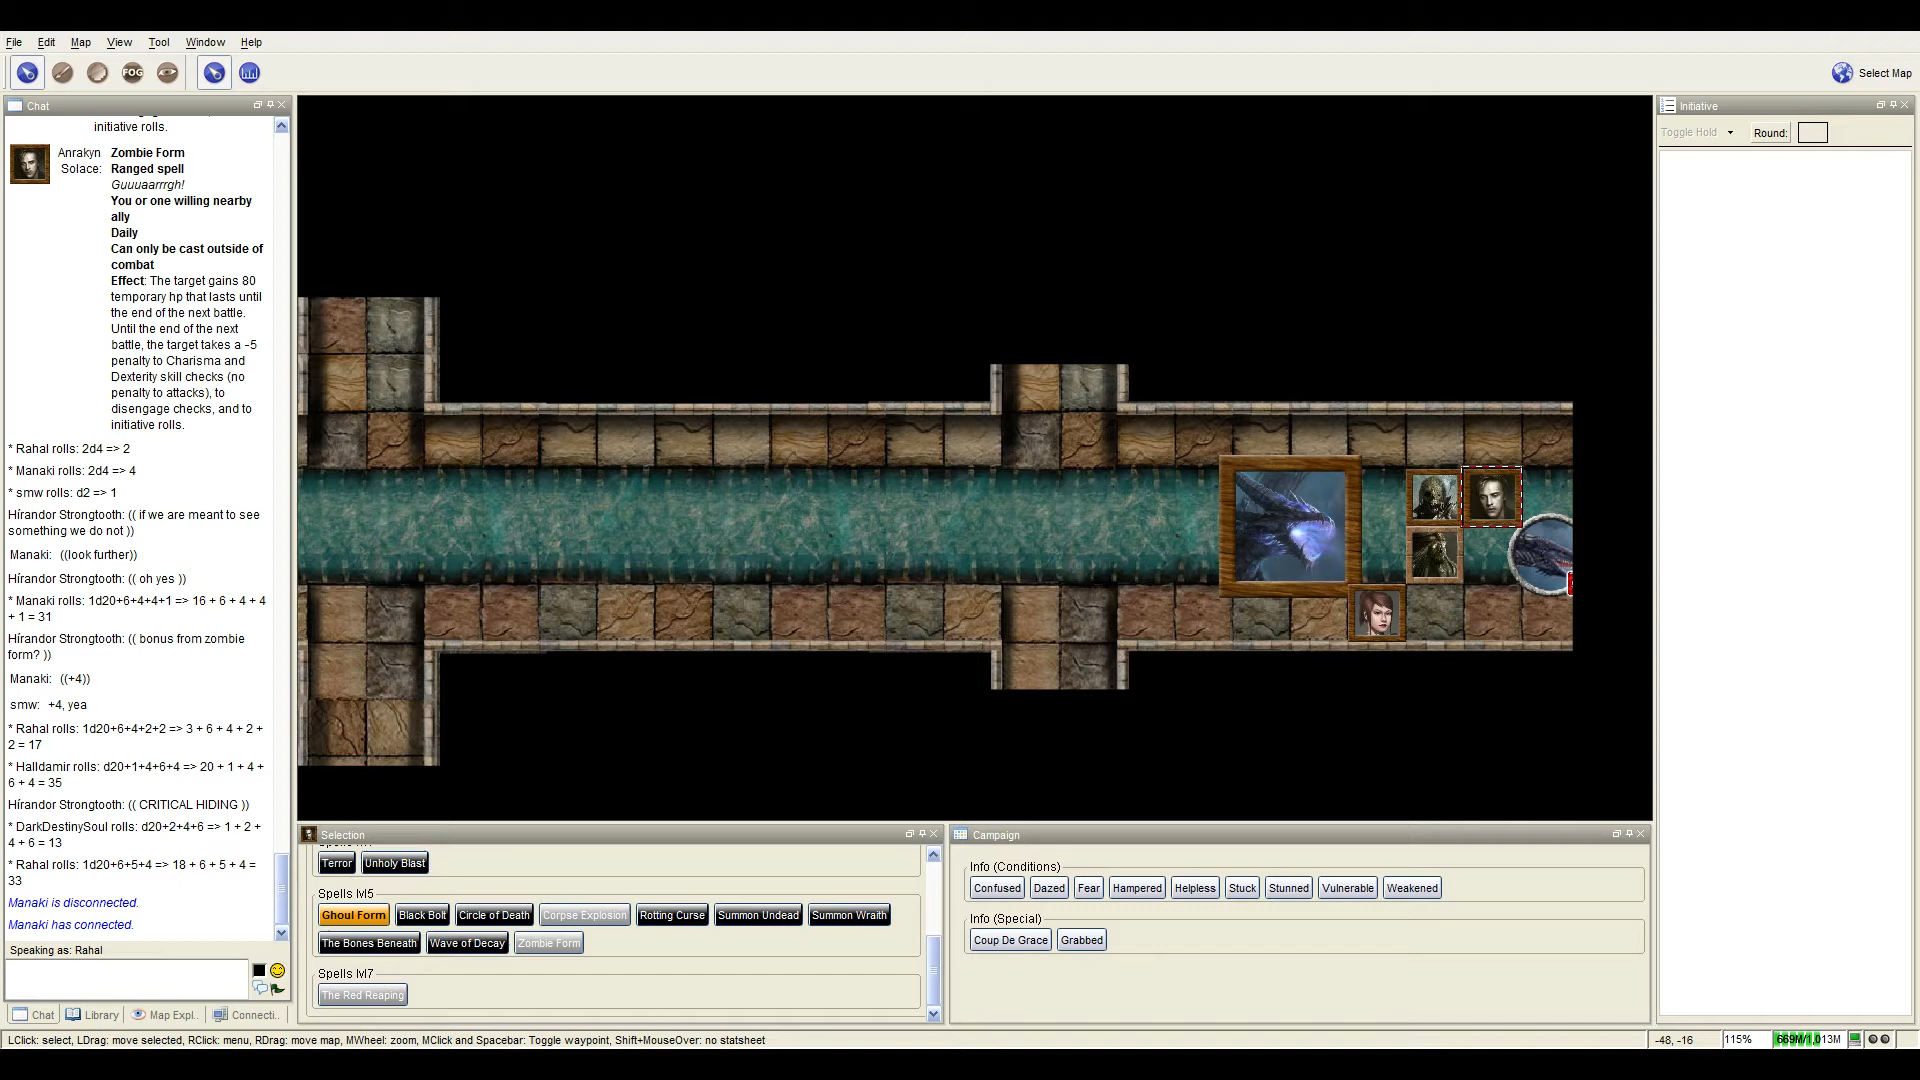 File Edit Map View Tool Window Help
FOG
Select Map
Chat
initiative rolls.
Anrakyn Solace:
Zombie Form
Ranged spell
Guuuaarrrgh!
You or one willing nearby
ally
Daily
Can only be cast outside of
combat
Effect: The target gains 80
temporary hp that lasts until
the end of the next battle.
Until the end of the next
battle, the target takes a -5
penalty to Charisma and
Dexterity skill checks (no
penalty to attacks), to
disengage checks, and to
initiative rolls.
* Rahal rolls: 2d4 => 2
* Manaki rolls: 2d4 => 4
* smw rolls: d2 => 1
Hírandor Strongtooth: (( if we are meant to see
something we do not ))
Manaki: ((look further))
Hírandor Strongtooth: (( oh yes ))
* Manaki rolls: 1d20+6+4+4+1 => 16 + 6 + 4 + 4
+ 1 = 31
Hírandor Strongtooth: (( bonus from zombie
form? ))
Manaki: ((+4))
smw: +4, yea
* Rahal rolls: 1d20+6+4+2+2 => 3 + 6 + 4 + 2 +
2 = 17
* Halldamir rolls: d20+1+4+6+4 => 20 + 1 + 4 +
6 + 4 = 35
Hírandor Strongtooth: (( CRITICAL HIDING ))
* DarkDestinySoul rolls: d20+2+4+6 => 1 + 2 +
4 + 6 = 13
* Rahal rolls: 1d20+6+5+4 => 18 + 6 + 5 + 4 =
33
Manaki is disconnected.
Manaki has connected.
Speaking as: Rahal
Chat Library Map Expl.. Connecti..
Selection
Terror Unholy Blast
Spells lvl5
Ghoul Form Black Bolt Circle of Death Corpse Explosion Rotting Curse Summon Undead Summon Wraith
The Bones Beneath Wave of Decay Zombie Form
Spells lvl7
The Red Reaping
Campaign
Info (Conditions)
Confused Dazed Fear Hampered Helpless Stuck Stunned Vulnerable Weakened
Info (Special)
Coup De Grace Grabbed
Initiative
Toggle Hold Round:
LClick: select, LDrag: move selected, RClick: menu, RDrag: move map, MWheel: zoom, MClick and Spacebar: Toggle waypoint, Shift+MouseOver: no statsheet
-48, -16 115% 669M/1,013M